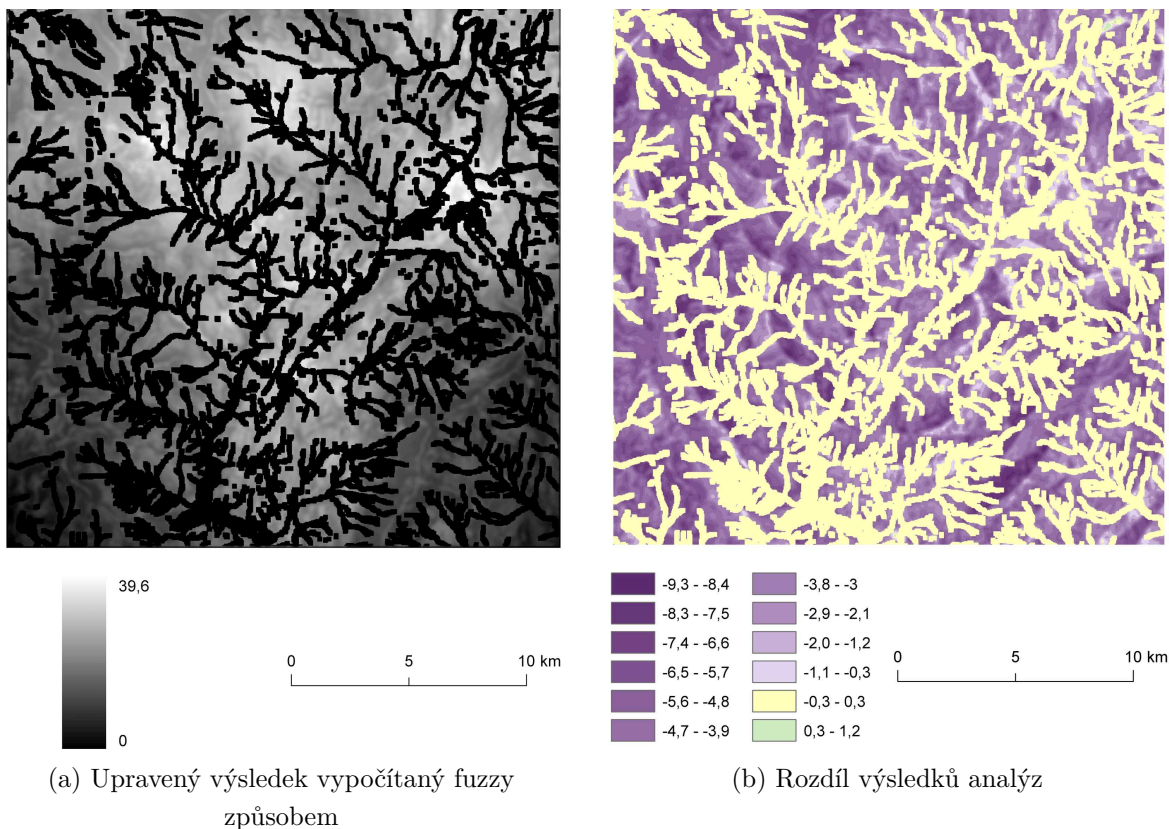 39,6
0
0 5 10 km
(a) Upravený výsledek vypočítaný fuzzy
způsobem
-9,3 - -8,4
-8,3 - -7,5
-7,4 - -6,6
-6,5 - -5,7
-5,6 - -4,8
-4,7 - -3,9
-3,8 - -3
-2,9 - -2,1
-2,0 - -1,2
-1,1 - -0,3
-0,3 - 0,3
0,3 - 1,2
0 5 10 km
(b) Rozdíl výsledků analýz